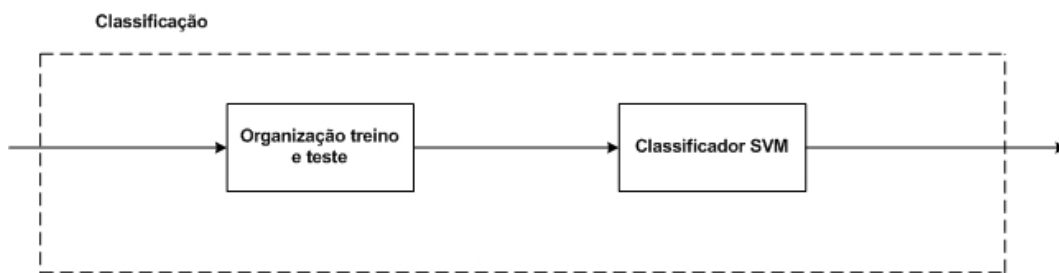 Classificação
Organização treino
e teste
Classificador SVM